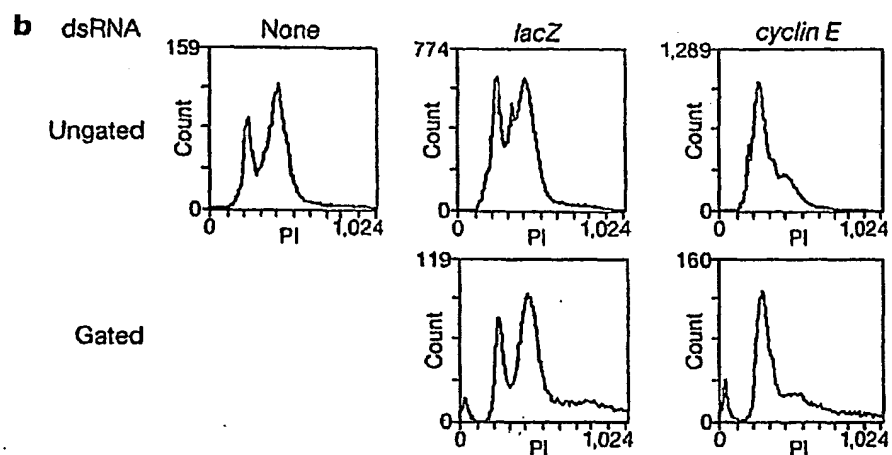 b dsRNA None lacZ cyclin E
159 774 1,289
Ungated Count Count Count
0 0 0
0 1,024 0 1,024 0 1,024
PI PI PI
119 160
Gated Count Count
0 0
0 1,024 0 1,024
PI PI